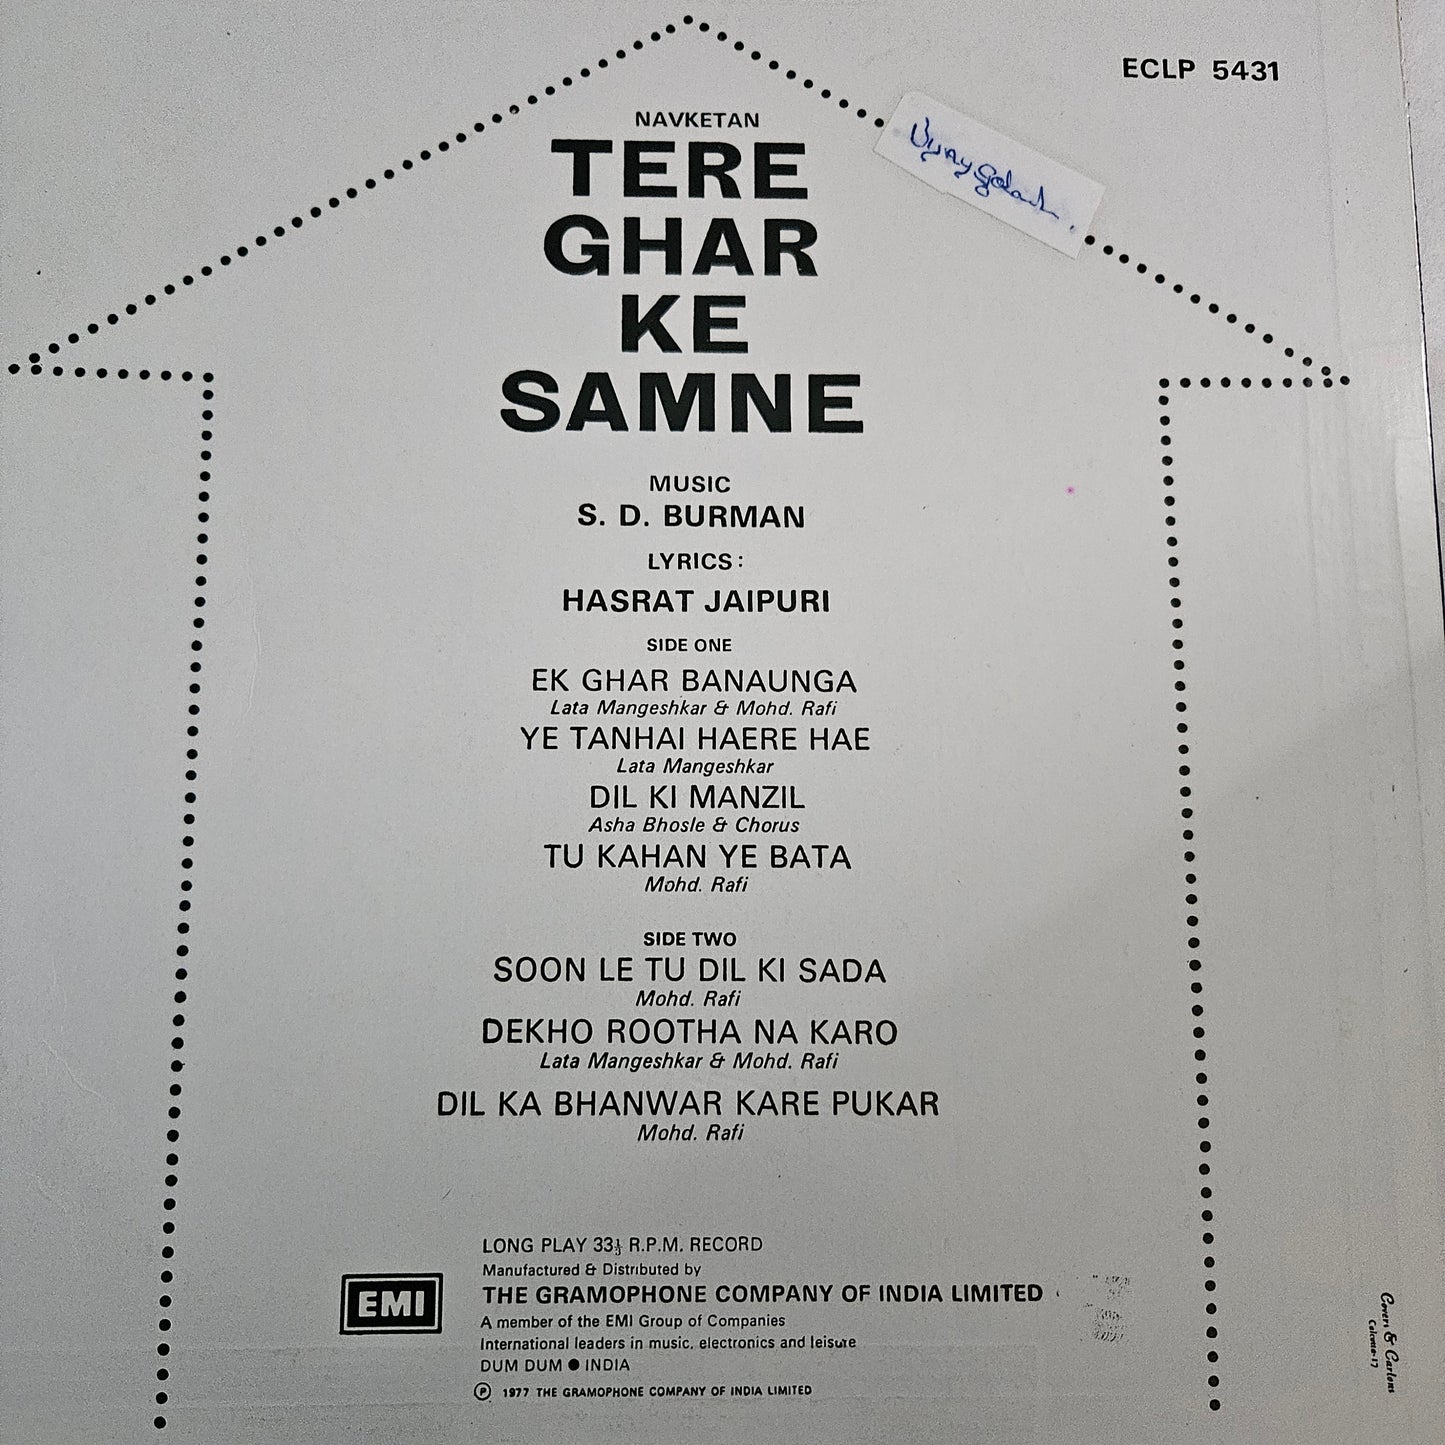 ECLP 5431
NAVKETAN
TERE
GHAR
KE
SAMNE
MUSIC
S. D. BURMAN
LYRICS:
HASRAT JAIPURI
SIDE ONE
EK GHAR BANAUNGA
Lata Mangeshkar & Mohd. Rafi
YE TANHAI HAERE HAE
Lata Mangeshkar
DIL KI MANZIL
Asha Bhosle & Chorus
TU KAHAN YE BATA
Mohd. Rafi
SIDE TWO
SOON LE TU DIL KI SADA
Mohd. Rafi
DEKHO ROOTHA NA KARO
Lata Mangeshkar & Mohd. Rafi
DIL KA BHANWAR KARE PUKAR
Mohd. Rafi
LONG PLAY 33⅓ R.P.M. RECORD
Manufactured & Distributed by
THE GRAMOPHONE COMPANY OF INDIA LIMITED
A member of the EMI Group of Companies
International leaders in music, electronics and leisure
DUM DUM ● INDIA
℗ 1977 THE GRAMOPHONE COMPANY OF INDIA LIMITED
EMI
Covers & Cartons
Calcutta-17